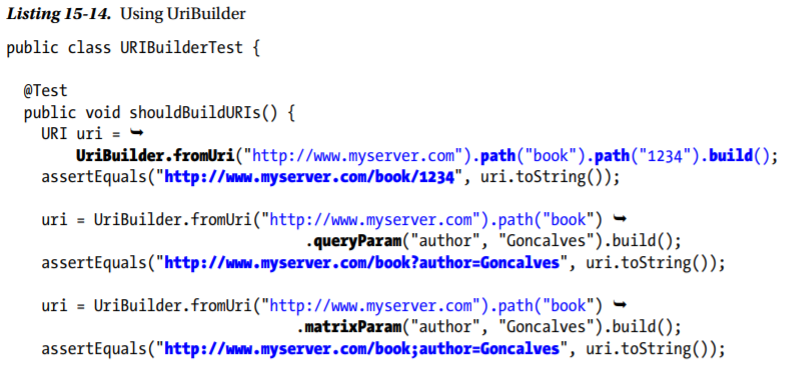 Listing 15-14. Using UriBuilder
public class URIBuilderTest {
@Test
public void shouldBuildURIs() {
URI uri = ➥
UriBuilder.fromUri("http://www.myserver.com").path("book").path("1234").build();
assertEquals("http://www.myserver.com/book/1234", uri.toString());
uri = UriBuilder.fromUri("http://www.myserver.com").path("book") ➥
.queryParam("author", "Goncalves").build();
assertEquals("http://www.myserver.com/book?author=Goncalves", uri.toString());
uri = UriBuilder.fromUri("http://www.myserver.com").path("book") ➥
.matrixParam("author", "Goncalves").build();
assertEquals("http://www.myserver.com/book;author=Goncalves", uri.toString());